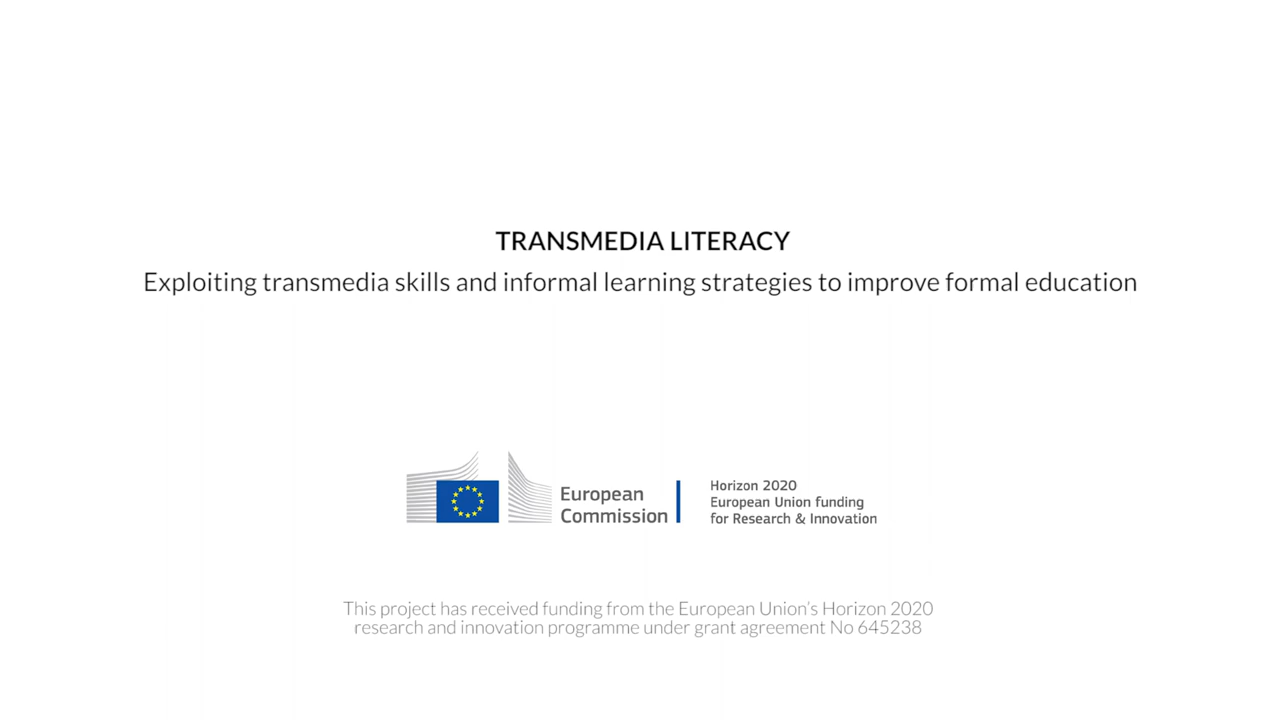 TRANSMEDIA LITERACY
Exploiting transmedia skills and informal learning strategies to improve formal education
European
Commission
Horizon 2020
European Union funding
for Research & Innovation
This project has received funding from the European Union's Horizon 2020
research and innovation programme under grant agreement No 645238